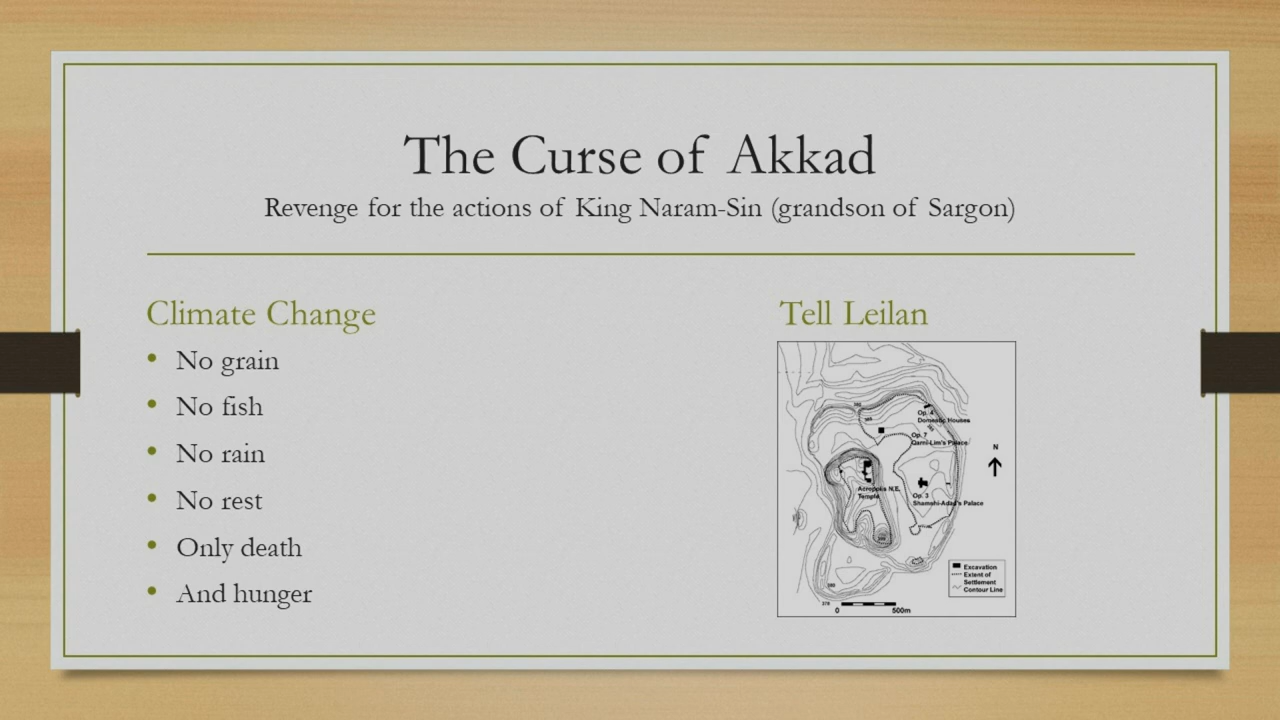 The Curse of Akkad
Revenge for the actions of King Naram-Sin (grandson of Sargon)
Climate Change
• No grain
• No fish
• No rain
• No rest
• Only death
• And hunger
Tell Leilan
Op. 4
Domestic Houses
Op. 7
Qarni-Lim's Palace
N
Acropolis N.E.
Temple
Op. 3
Shamshi-Adad's Palace
Excavation
Extent of
Settlement
Contour Line
0 500m